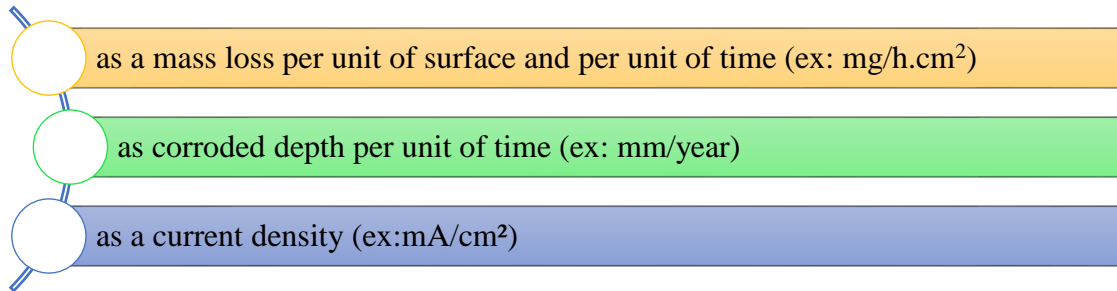 as a mass loss per unit of surface and per unit of time (ex: mg/h.cm²)
as corroded depth per unit of time (ex: mm/year)
as a current density (ex:mA/cm²)